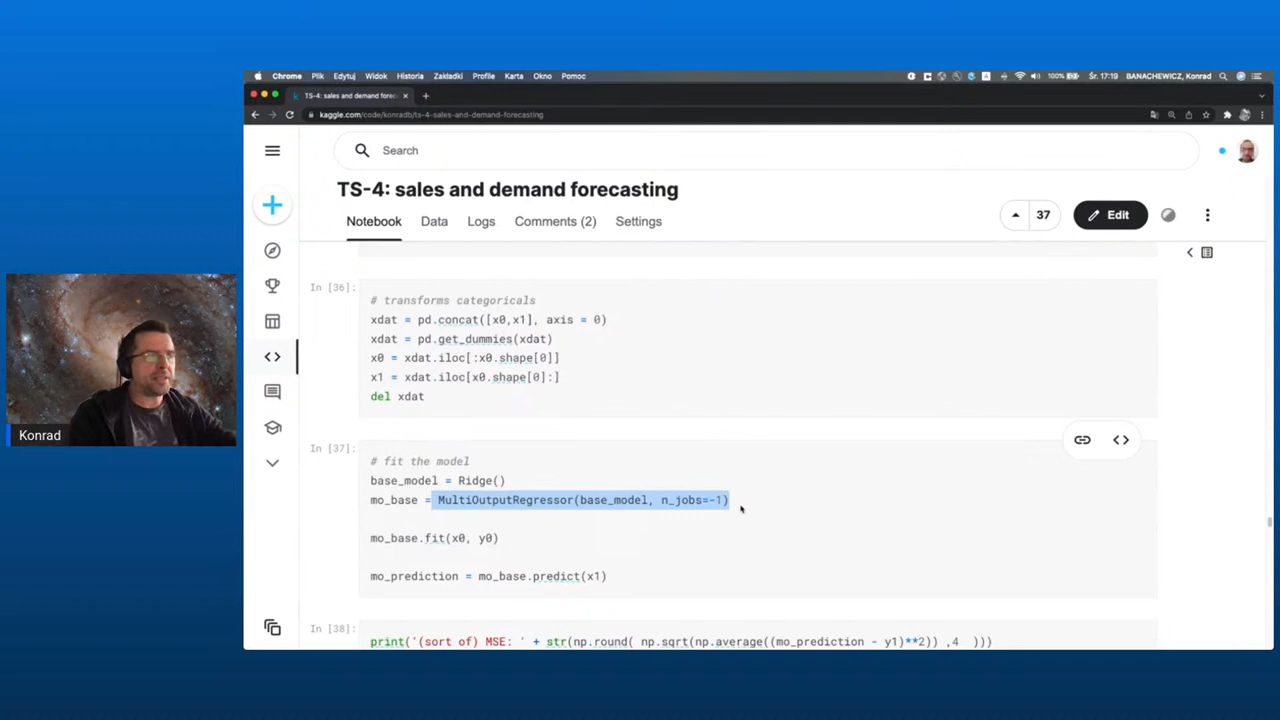 Chrome Plik Edytuj Widok Historia Zakładki Profile Karta Okno Pomoc 100% Śr. 17:19 BANACHEWICZ, Konrad
TS-4: sales and demand forec
kaggle.com/code/konradb/ts-4-sales-and-demand-forecasting
Search
TS-4: sales and demand forecasting
Notebook Data Logs Comments (2) Settings
37
Edit
In [36]:
# transforms categoricals
xdat = pd.concat([x0,x1], axis = 0)
xdat = pd.get_dummies(xdat)
x0 = xdat.iloc[:x0.shape[0]]
x1 = xdat.iloc[x0.shape[0]:]
del xdat
In [37]:
# fit the model
base_model = Ridge()
mo_base = MultiOutputRegressor(base_model, n_jobs=-1)
mo_base.fit(x0, y0)
mo_prediction = mo_base.predict(x1)
In [38]:
print('(sort of) MSE: ' + str(np.round( np.sqrt(np.average((mo_prediction - y1)**2)) ,4 )))
Konrad